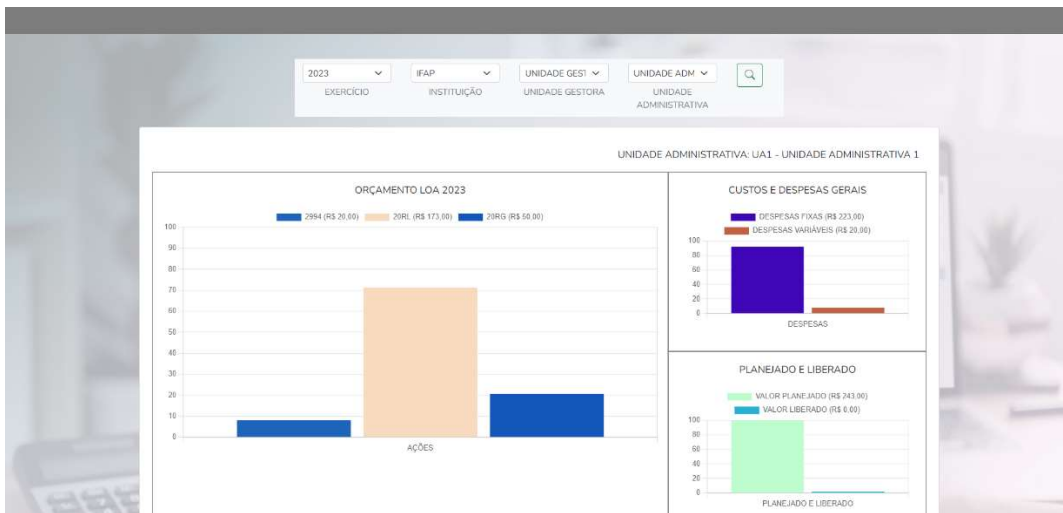 2023 IFAP UNIDADE GEST UNIDADE ADM
EXERCÍCIO INSTITUIÇÃO UNIDADE GESTORA UNIDADE
ADMINISTRATIVA
UNIDADE ADMINISTRATIVA: UA1 - UNIDADE ADMINISTRATIVA 1
ORÇAMENTO LOA 2023
2994 (R$ 20,00) 20RL (R$ 173,00) 20RG (R$ 50,00)
100
90
80
70
60
50
40
30
20
10
0
AÇÕES
CUSTOS E DESPESAS GERAIS
DESPESAS FIXAS (R$ 223,00)
DESPESAS VARIÁVEIS (R$ 20,00)
100
80
60
40
20
0
DESPESAS
PLANEJADO E LIBERADO
VALOR PLANEJADO (R$ 243,00)
VALOR LIBERADO (R$ 0,00)
100
80
60
40
20
0
PLANEJADO E LIBERADO